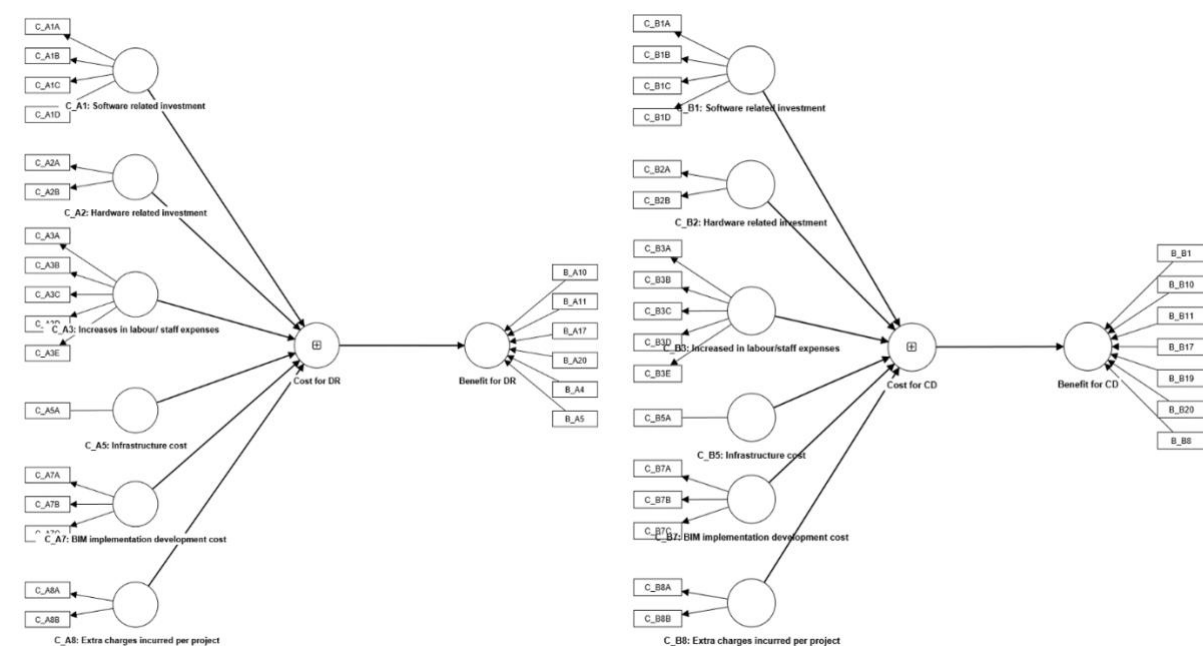 C_A1A
C_A1B
C_A1C
C_A1D
C_A1: Software related investment
C_A2A
C_A2B
C_A2: Hardware related investment
C_A3A
C_A3B
C_A3C
C_A3: Increases in labour/ staff expenses
C_A3E
C_A5A
C_A5: Infrastructure cost
C_A7A
C_A7B
C_A7: BIM implementation development cost
C_A8A
C_A8B
C_A8: Extra charges incurred per project
Cost for DR
B_A10
B_A11
B_A17
B_A20
B_A4
B_A5
Benefit for DR
C_B1A
C_B1B
C_B1C
C_B1D
C_B1: Software related investment
C_B2A
C_B2B
C_B2: Hardware related investment
C_B3A
C_B3B
C_B3C
C_B3D
C_B3: Increased in labour/staff expenses
C_B3E
C_B5A
C_B5: Infrastructure cost
C_B7A
C_B7B
C_B7C
C_B7: BIM implementation development cost
C_B8A
C_B8B
C_B8: Extra charges incurred per project
Cost for CD
B_B1
B_B10
B_B11
B_B17
B_B19
B_B20
B_B8
Benefit for CD